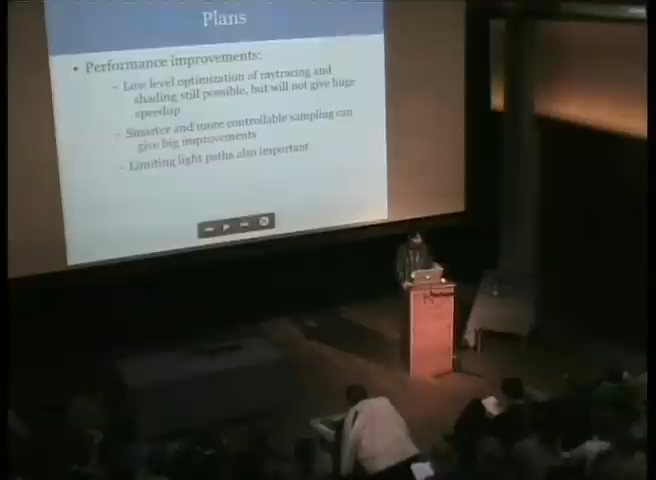 Plans
• Performance improvements:
– Low level optimization of raytracing and
shading still possible, but will not give huge
speedup
– Smarter and more controllable sampling can
give big improvements
– Limiting light paths also important